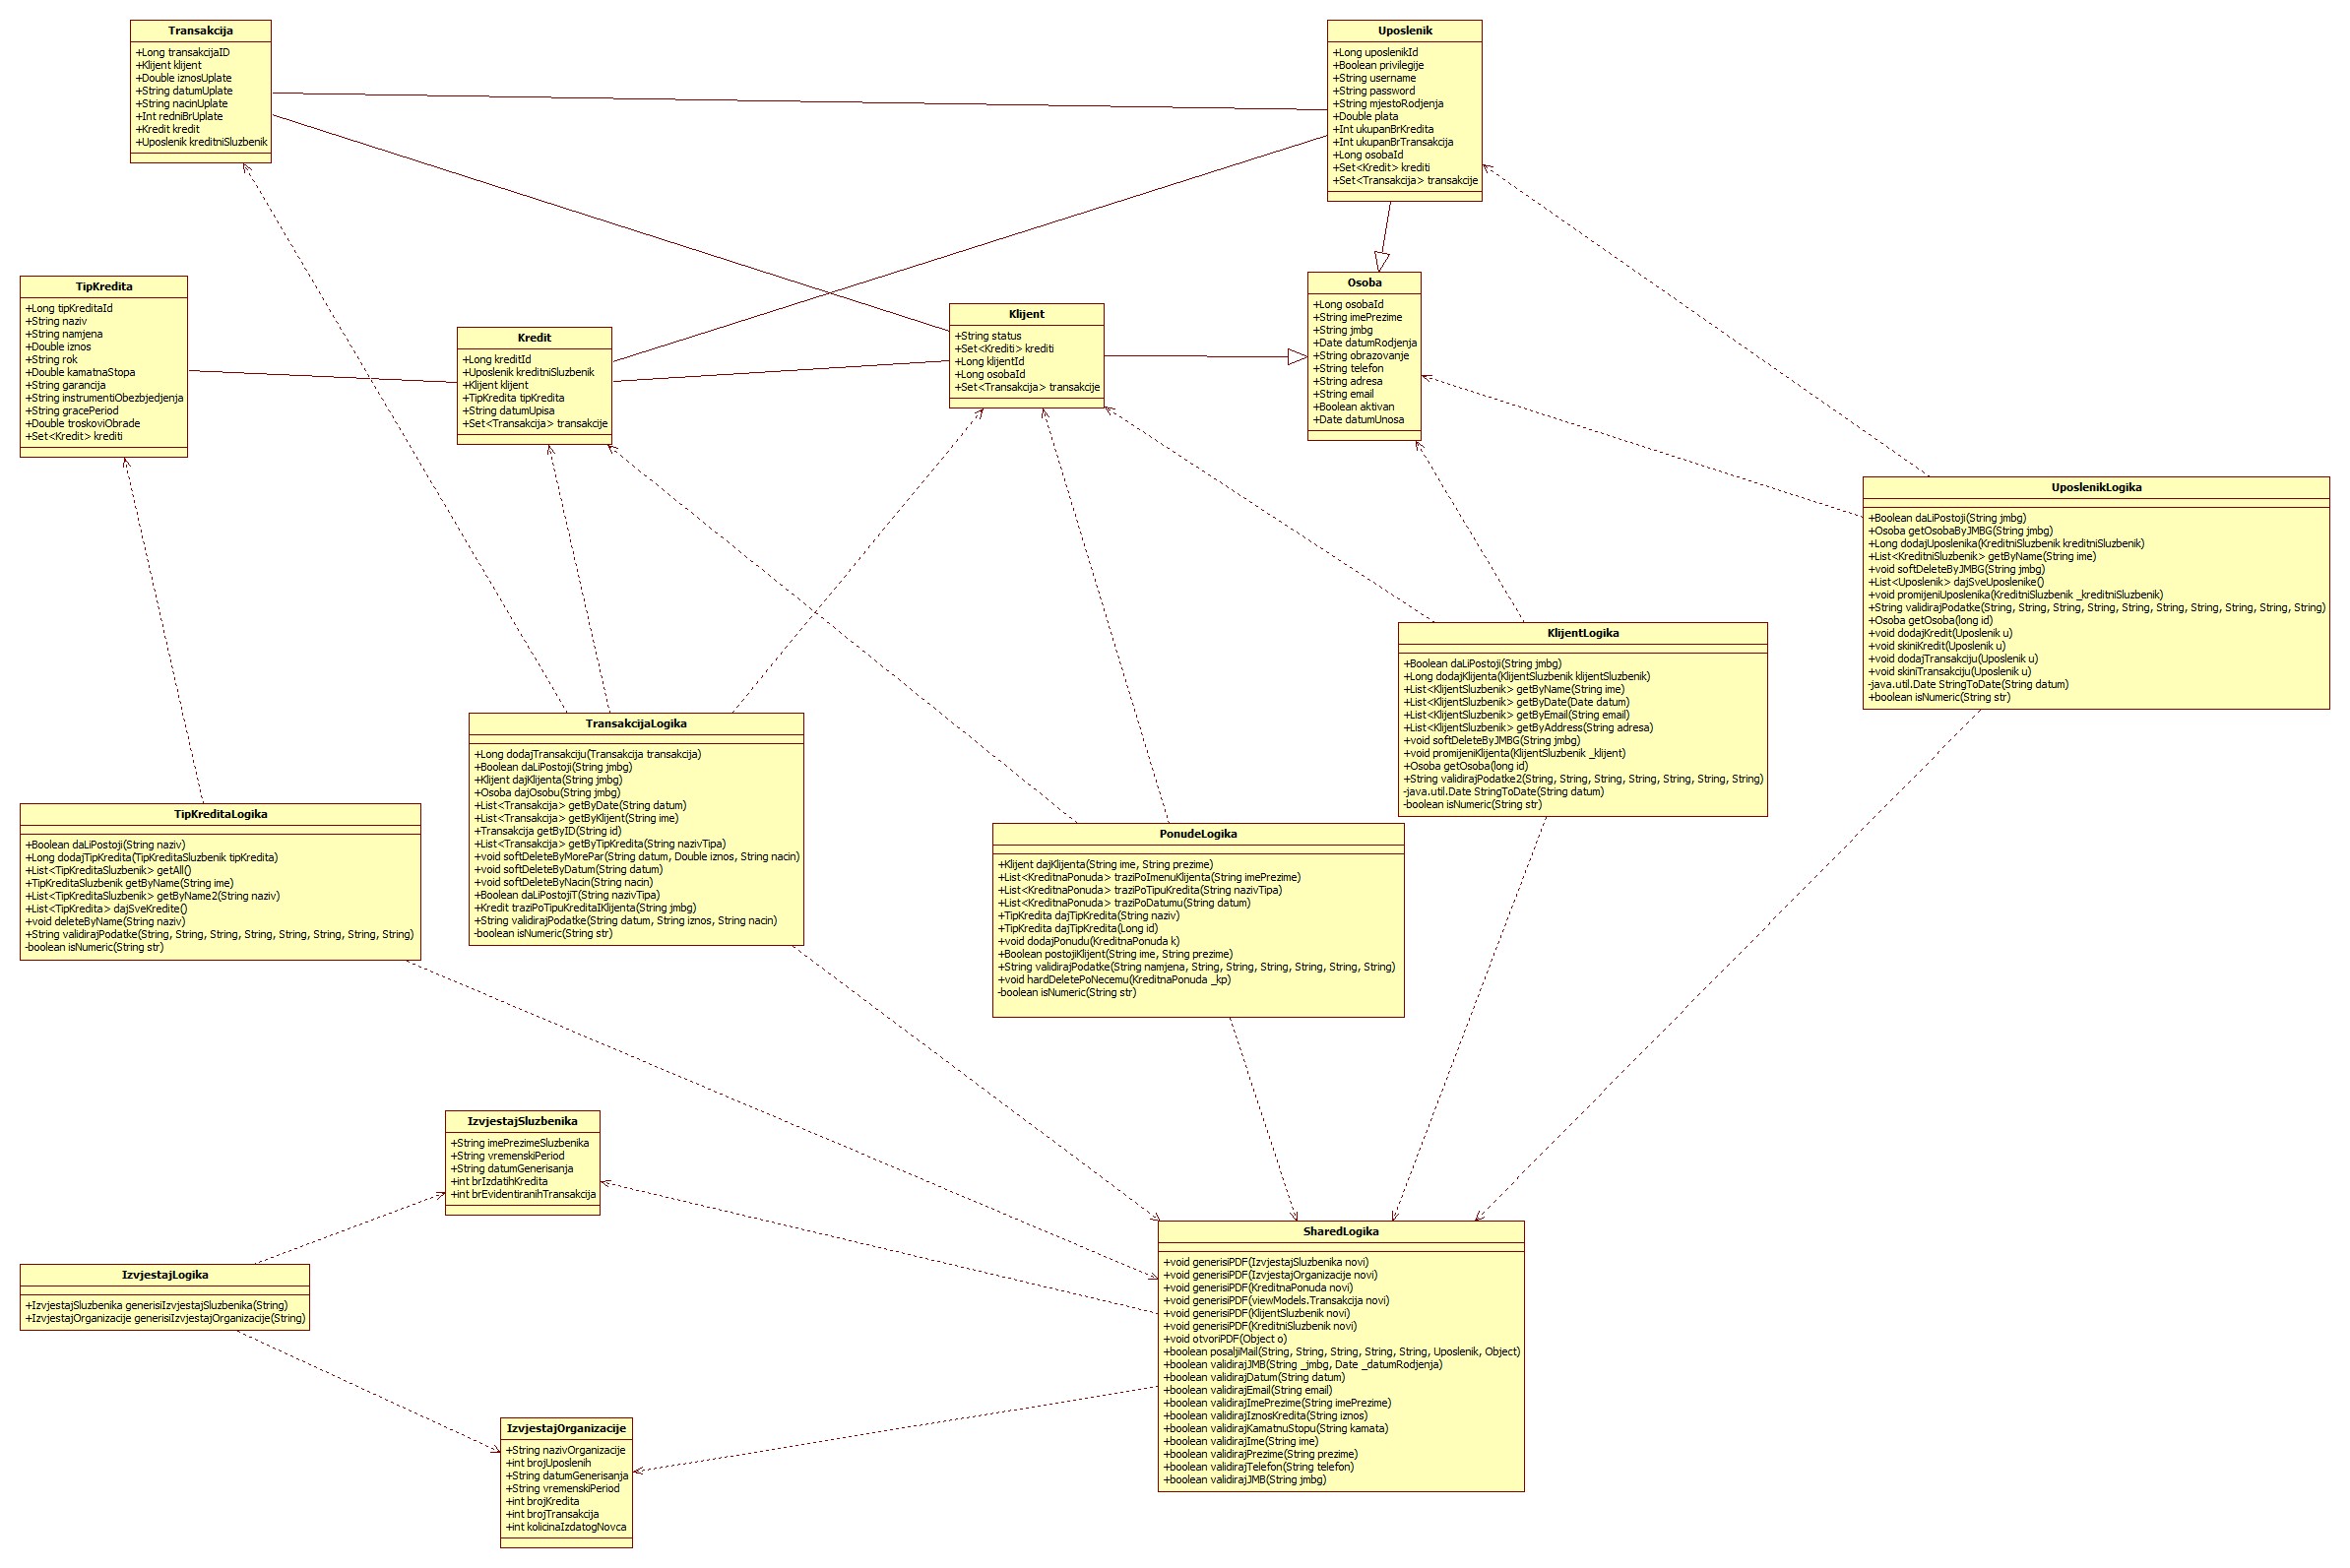 Transakcija
+Long transakcijaID
+Klijent klijent
+Double iznosUplate
+String datumUplate
+String nacinUplate
+Int redniBrUplate
+Kredit kredit
+Uposlenik kreditniSluzbenik
Uposlenik
+Long uposlenikId
+Boolean privilegije
+String username
+String password
+String mjestoRodjenja
+Double plata
+Int ukupanBrKredita
+Int ukupanBrTransakcija
+Long osobaId
+Set<Kredit> krediti
+Set<Transakcija> transakcije
TipKredita
+Long tipKreditaId
+String naziv
+String namjena
+Double iznos
+String rok
+Double kamatnaStopa
+String garancija
+String instrumentiObezbjedjenja
+String gracePeriod
+Double troskoviObrade
+Set<Kredit> krediti
Kredit
+Long kreditId
+Uposlenik kreditniSluzbenik
+Klijent klijent
+TipKredita tipKredita
+String datumUpisa
+Set<Transakcija> transakcije
Klijent
+String status
+Set<Krediti> krediti
+Long klijentId
+Long osobaId
+Set<Transakcija> transakcije
Osoba
+Long osobaId
+String imePrezime
+String jmbg
+Date datumRodjenja
+String obrazovanje
+String telefon
+String adresa
+String email
+Boolean aktivan
+Date datumUnosa
UposlenikLogika
+Boolean daLiPostoji(String jmbg)
+Osoba getOsobaByJMBG(String jmbg)
+Long dodajUposlenika(KreditniSluzbenik kreditniSluzbenik)
+List<KreditniSluzbenik> getByName(String ime)
+void softDeleteByJMBG(String jmbg)
+List<Uposlenik> dajSveUposlenike()
+void promijeniUposlenika(KreditniSluzbenik _kreditniSluzbenik)
+String validirajPodatke(String, String, String, String, String, String, String, String, String, String)
+Osoba getOsoba(long id)
+void dodajKredit(Uposlenik u)
+void skiniKredit(Uposlenik u)
+void dodajTransakciju(Uposlenik u)
+void skiniTransakciju(Uposlenik u)
-java.util.Date StringToDate(String datum)
+boolean isNumeric(String str)
KlijentLogika
+Boolean daLiPostoji(String jmbg)
+Long dodajKlijenta(KlijentSluzbenik klijentSluzbenik)
+List<KlijentSluzbenik> getByName(String ime)
+List<KlijentSluzbenik> getByDate(Date datum)
+List<KlijentSluzbenik> getByEmail(String email)
+List<KlijentSluzbenik> getByAddress(String adresa)
+void softDeleteByJMBG(String jmbg)
+void promijeniKlijenta(KlijentSluzbenik _klijent)
+Osoba getOsoba(long id)
+String validirajPodatke2(String, String, String, String, String, String, String)
-java.util.Date StringToDate(String datum)
-boolean isNumeric(String str)
TransakcijaLogika
+Long dodajTransakciju(Transakcija transakcija)
+Boolean daLiPostoji(String jmbg)
+Klijent dajKlijenta(String jmbg)
+Osoba dajOsobu(String jmbg)
+List<Transakcija> getByDate(String datum)
+List<Transakcija> getByKlijent(String ime)
+Transakcija getByID(String id)
+List<Transakcija> getByTipKredita(String nazivTipa)
+void softDeleteByMorePar(String datum, Double iznos, String nacin)
+void softDeleteByDatum(String datum)
+void softDeleteByNacin(String nacin)
+Boolean daLiPostojiT(String nazivTipa)
+Kredit traziPoTipuKreditaIKlijenta(String jmbg)
+String validirajPodatke(String datum, String iznos, String nacin)
-boolean isNumeric(String str)
TipKreditaLogika
+Boolean daLiPostoji(String naziv)
+Long dodajTipKredita(TipKreditaSluzbenik tipKredita)
+List<TipKreditaSluzbenik> getAll()
+TipKreditaSluzbenik getByName(String ime)
+List<TipKreditaSluzbenik> getByName2(String naziv)
+List<TipKredita> dajSveKredite()
+void deleteByName(String naziv)
+String validirajPodatke(String, String, String, String, String, String, String, String)
-boolean isNumeric(String str)
PonudeLogika
+Klijent dajKlijenta(String ime, String prezime)
+List<KreditnaPonuda> traziPoImenuKlijenta(String imePrezime)
+List<KreditnaPonuda> traziPoTipuKredita(String nazivTipa)
+List<KreditnaPonuda> traziPoDatumu(String datum)
+TipKredita dajTipKredita(String naziv)
+TipKredita dajTipKredita(Long id)
+void dodajPonudu(KreditnaPonuda k)
+Boolean postojiKlijent(String ime, String prezime)
+String validirajPodatke(String namjena, String, String, String, String, String, String)
+void hardDeletePoNecemu(KreditnaPonuda _kp)
-boolean isNumeric(String str)
IzvjestajSluzbenika
+String imePrezimeSluzbenika
+String vremenskiPeriod
+String datumGenerisanja
+int brIzdatihKredita
+int brEvidentiranihTransakcija
IzvjestajLogika
+IzvjestajSluzbenika generisiIzvjestajSluzbenika(String)
+IzvjestajOrganizacije generisiIzvjestajOrganizacije(String)
SharedLogika
+void generisiPDF(IzvjestajSluzbenika novi)
+void generisiPDF(IzvjestajOrganizacije novi)
+void generisiPDF(KreditnaPonuda novi)
+void generisiPDF(viewModels.Transakcija novi)
+void generisiPDF(KlijentSluzbenik novi)
+void generisiPDF(KreditniSluzbenik novi)
+void otvoriPDF(Object o)
+boolean posaljiMail(String, String, String, String, String, Uposlenik, Object)
+boolean validirajJMB(String _jmbg, Date _datumRodjenja)
+boolean validirajDatum(String datum)
+boolean validirajEmail(String email)
+boolean validirajImePrezime(String imePrezime)
+boolean validirajIznosKredita(String iznos)
+boolean validirajKamatnuStopu(String kamata)
+boolean validirajIme(String ime)
+boolean validirajPrezime(String prezime)
+boolean validirajTelefon(String telefon)
+boolean validirajJMB(String jmbg)
IzvjestajOrganizacije
+String nazivOrganizacije
+int brojUposlenih
+String datumGenerisanja
+String vremenskiPeriod
+int brojKredita
+int brojTransakcija
+int kolicinaIzdatogNovca